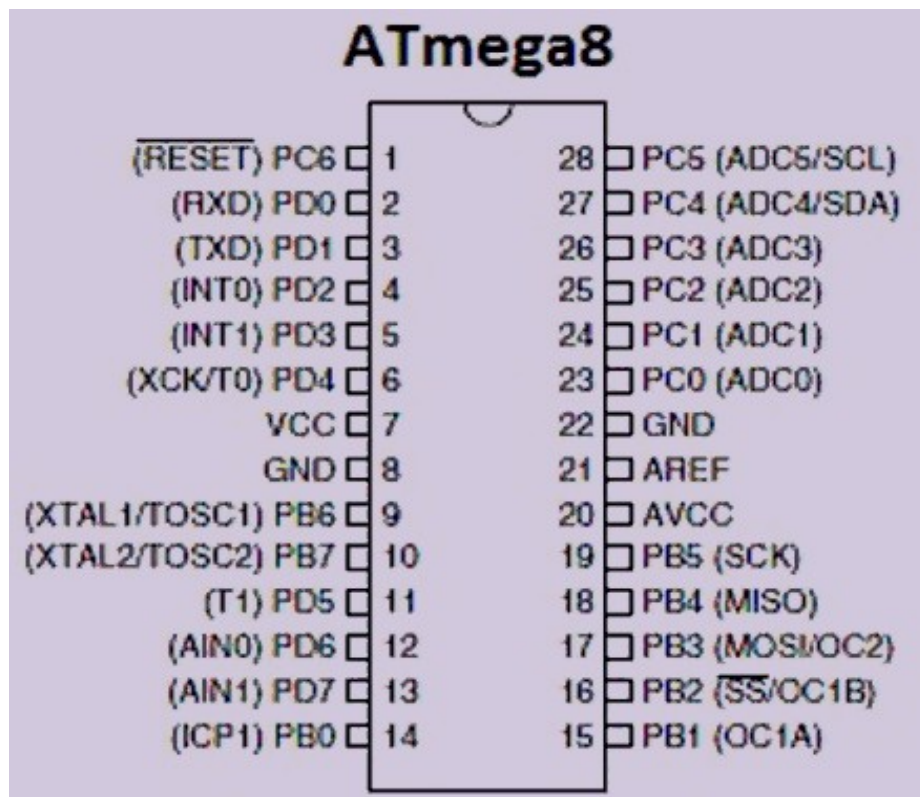 ATmega8
(RESET) PC6 1 28 PC5 (ADC5/SCL)
(RXD) PD0 2 27 PC4 (ADC4/SDA)
(TXD) PD1 3 26 PC3 (ADC3)
(INT0) PD2 4 25 PC2 (ADC2)
(INT1) PD3 5 24 PC1 (ADC1)
(XCK/T0) PD4 6 23 PC0 (ADC0)
VCC 7 22 GND
GND 8 21 AREF
(XTAL1/TOSC1) PB6 9 20 AVCC
(XTAL2/TOSC2) PB7 10 19 PB5 (SCK)
(T1) PD5 11 18 PB4 (MISO)
(AIN0) PD6 12 17 PB3 (MOSI/OC2)
(AIN1) PD7 13 16 PB2 (SS/OC1B)
(ICP1) PB0 14 15 PB1 (OC1A)